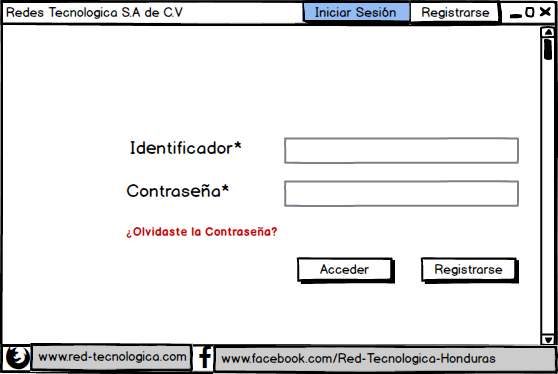 Redes Tecnologica S.A de C.V
Iniciar Sesión
Registrarse
Identificador*
Contraseña*
¿Olvidaste la Contraseña?
Acceder
Registrarse
www.red-tecnologica.com
www.facebook.com/Red-Tecnologica-Honduras